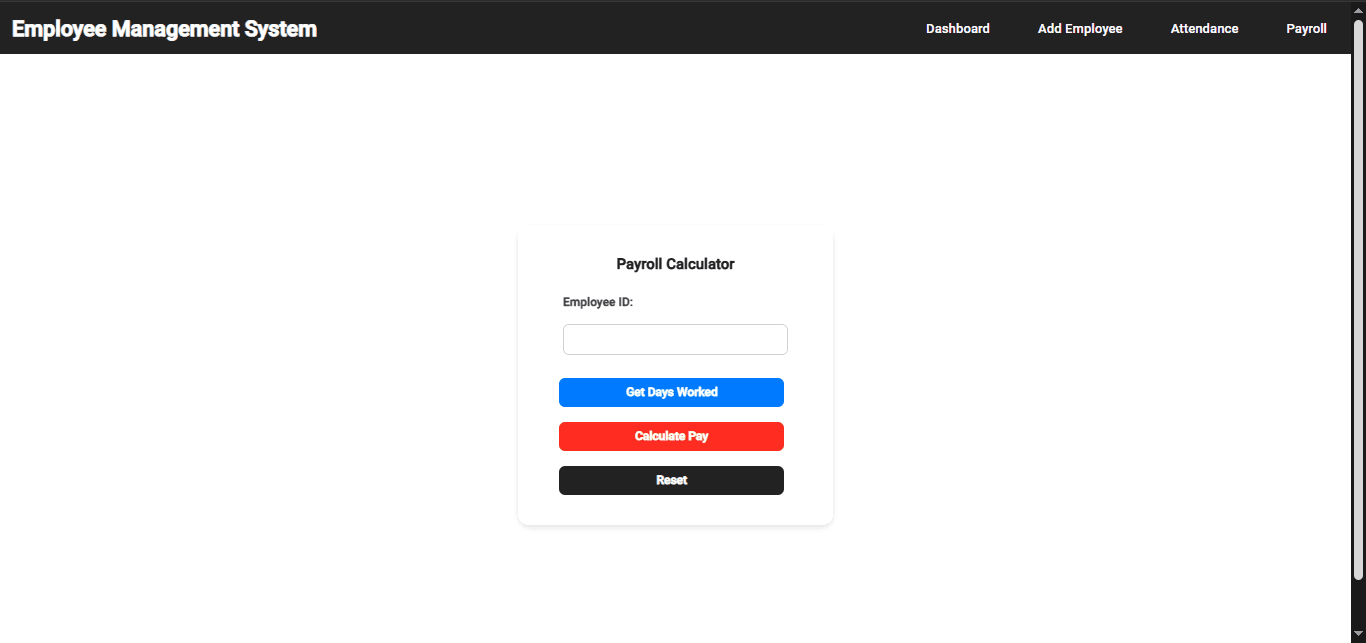 Employee Management System
Dashboard Add Employee Attendance Payroll
Payroll Calculator
Employee ID:
Get Days Worked
Calculate Pay
Reset